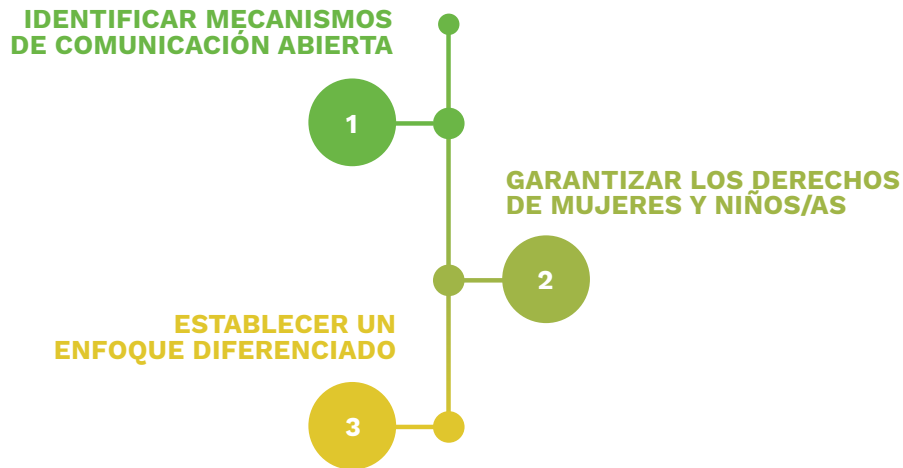 IDENTIFICAR MECANISMOS
DE COMUNICACIÓN ABIERTA
1
GARANTIZAR LOS DERECHOS
DE MUJERES Y NIÑOS/AS
2
ESTABLECER UN
ENFOQUE DIFERENCIADO
3